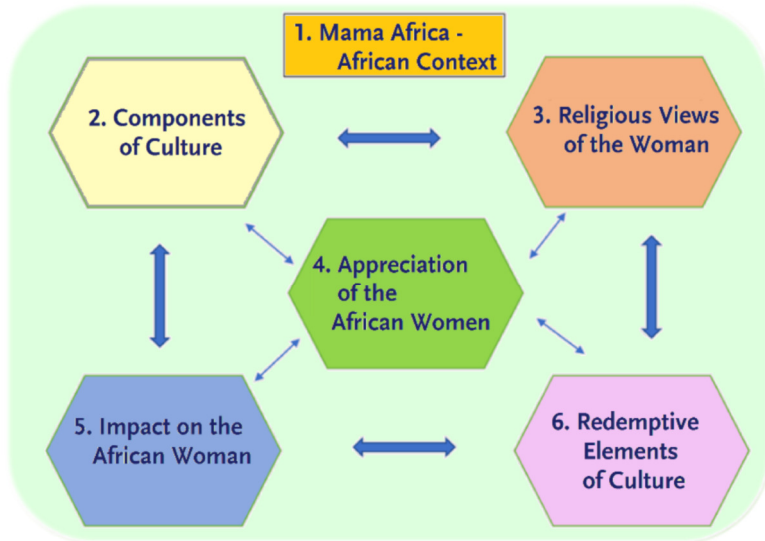 1. Mama Africa -
African Context
2. Components
of Culture
3. Religious Views
of the Woman
4. Appreciation
of the
African Women
5. Impact on the
African Woman
6. Redemptive
Elements
of Culture